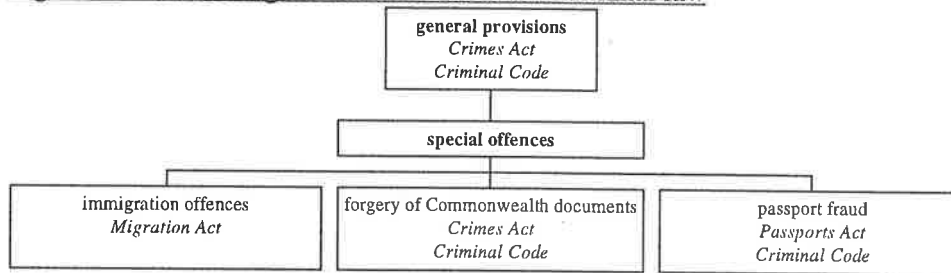 general provisions
Crimes Act
Criminal Code
special offences
immigration offences
Migration Act
forgery of Commonwealth documents
Crimes Act
Criminal Code
passport fraud
Passports Act
Criminal Code